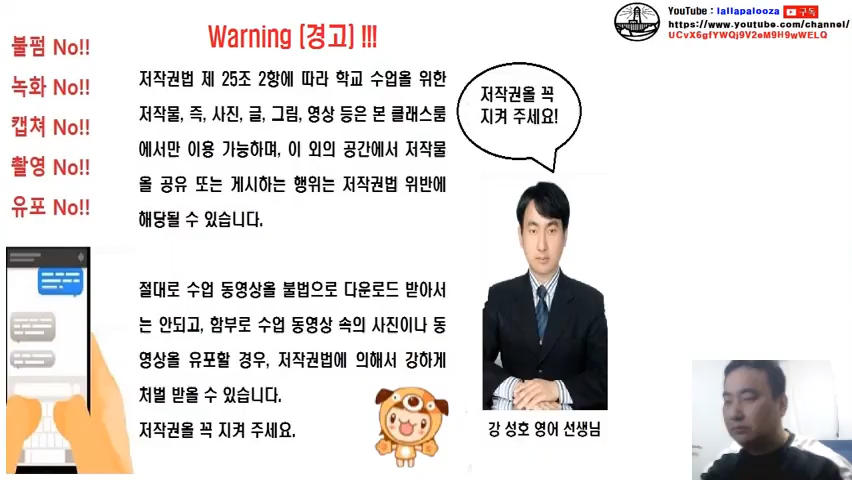 Warning (경고) !!!
불펌 No!!
녹화 No!!
캡쳐 No!!
촬영 No!!
유포 No!!
저작권법 제 25조 2항에 따라 학교 수업을 위한
저작물, 즉, 사진, 글, 그림, 영상 등은 본 클래스룸
에서만 이용 가능하며, 이 외의 공간에서 저작물
을 공유 또는 게시하는 행위는 저작권법 위반에
해당될 수 있습니다.
절대로 수업 동영상을 불법으로 다운로드 받아서
는 안되고, 함부로 수업 동영상 속의 사진이나 동
영상을 유포할 경우, 저작권법에 의해서 강하게
처벌 받을 수 있습니다.
저작권을 꼭 지켜 주세요.
저작권을 꼭
지켜 주세요!
강 성호 영어 선생님
YouTube : lallapalooza 구독
https://www.youtube.com/channel/
UCvX6gfYWQj9V2eM9H9wWELQ